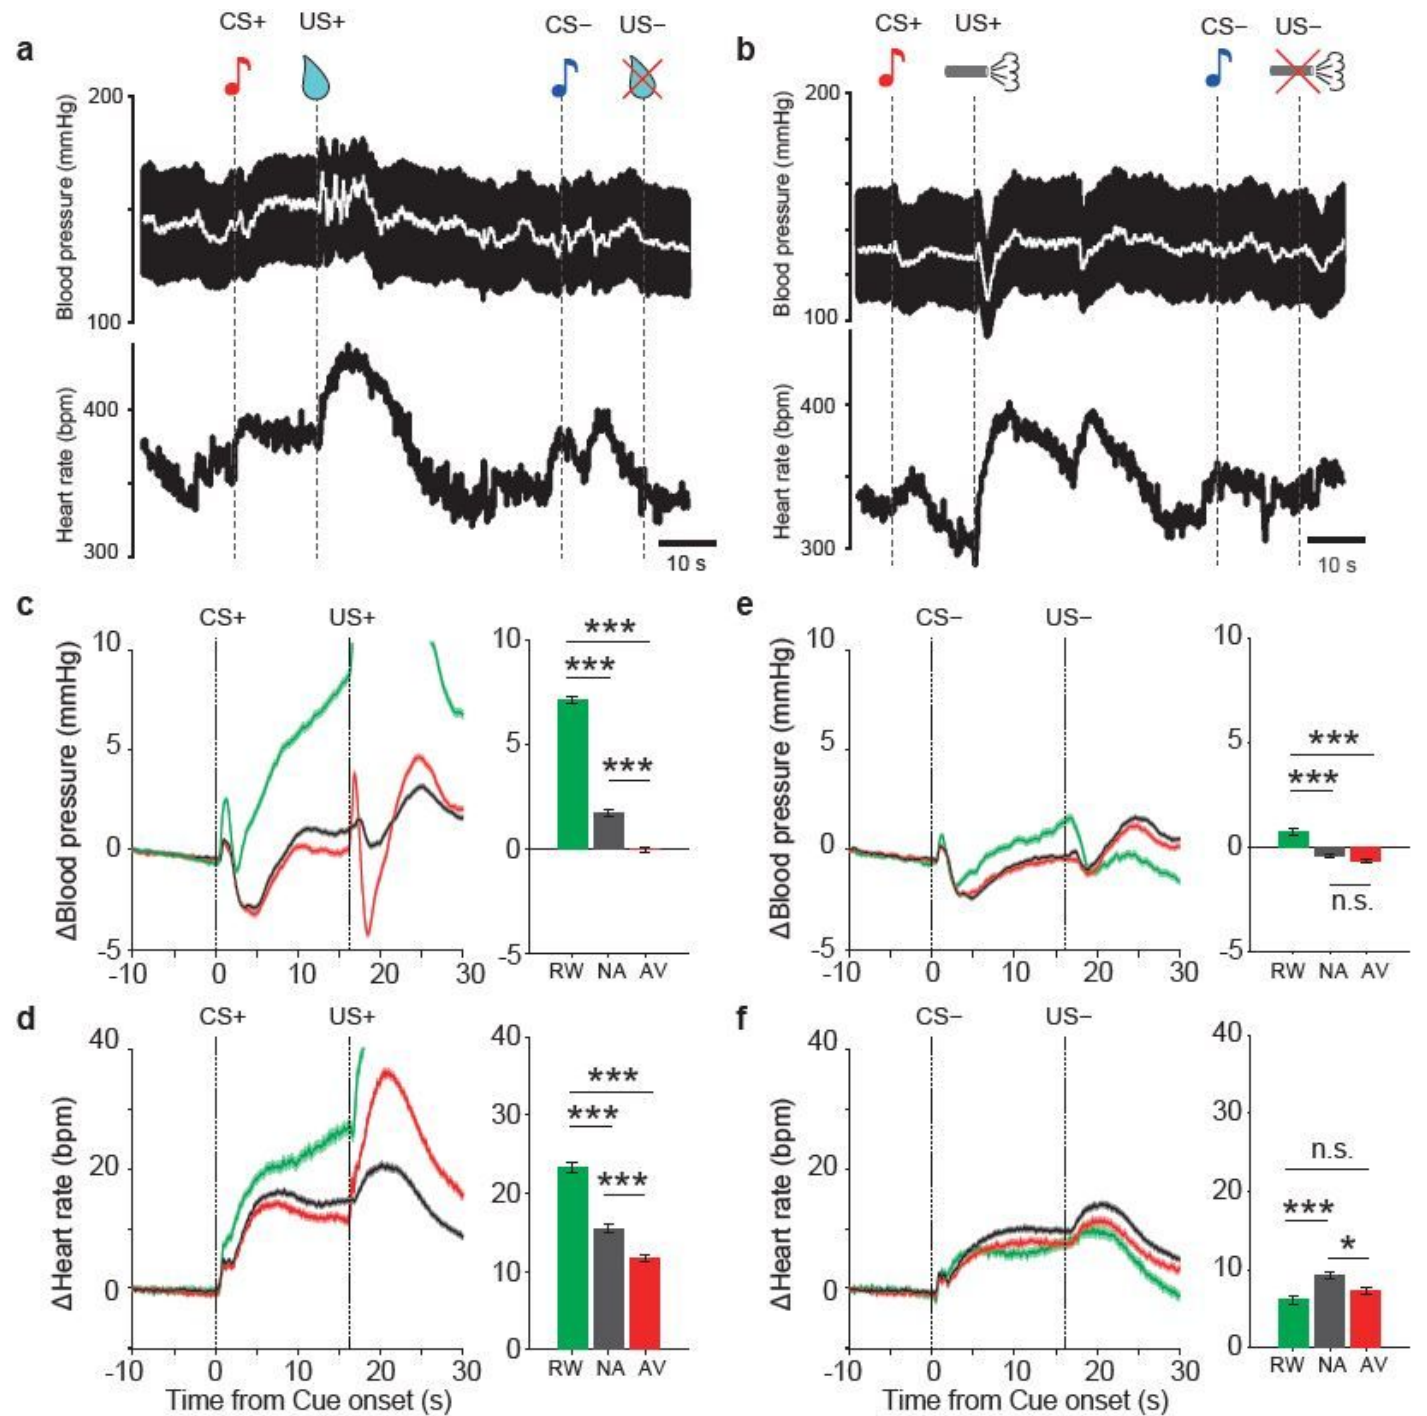 CS+ US+ CS− US−
a
200
Blood pressure (mmHg)
100
400
Heart rate (bpm)
300
10 s
CS+ US+ CS− US−
b
200
Blood pressure (mmHg)
100
400
Heart rate (bpm)
300
10 s
c
CS+ US+
10
5
0
-5
ΔBlood pressure (mmHg)
-10 0 10 20 30
10
5
0
-5
***
***
***
RW NA AV
e
CS− US−
10
5
0
-5
ΔBlood pressure (mmHg)
-10 0 10 20 30
10
5
0
-5
***
***
n.s.
RW NA AV
d
CS+ US+
40
20
0
ΔHeart rate (bpm)
-10 0 10 20 30
Time from Cue onset (s)
40
30
20
10
0
***
***
***
RW NA AV
f
CS− US−
40
20
0
ΔHeart rate (bpm)
-10 0 10 20 30
Time from Cue onset (s)
40
30
20
10
0
n.s.
***
*
RW NA AV